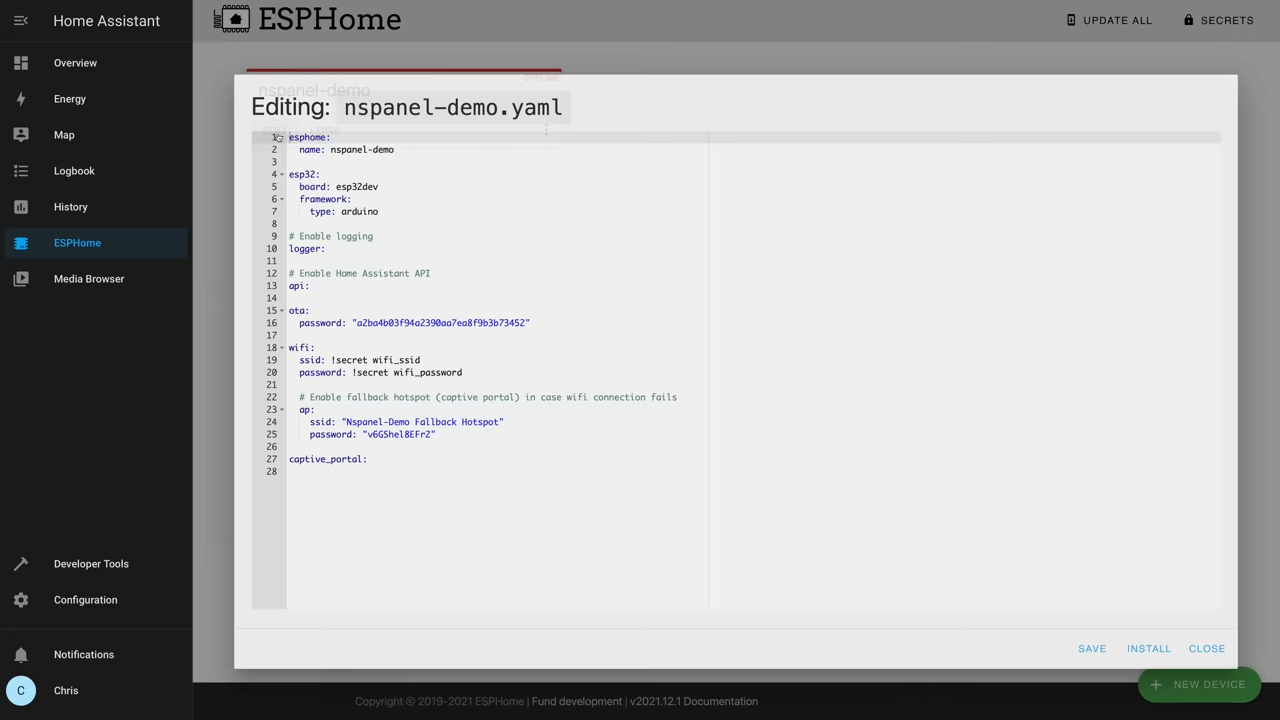 Home Assistant
ESPHome
UPDATE ALL
SECRETS
Overview
Energy
Map
Logbook
History
ESPHome
Media Browser
Developer Tools
Configuration
Notifications
C Chris
nspanel-demo
OFFLINE
LOGS
Editing: nspanel-demo.yaml
1 esphome:
2 name: nspanel-demo
3
4 esp32:
5 board: esp32dev
6 framework:
7 type: arduino
8
9 # Enable logging
10 logger:
11
12 # Enable Home Assistant API
13 api:
14
15 ota:
16 password: "a2ba4b03f94a2390aa7ea8f9b3b73452"
17
18 wifi:
19 ssid: !secret wifi_ssid
20 password: !secret wifi_password
21
22 # Enable fallback hotspot (captive portal) in case wifi connection fails
23 ap:
24 ssid: "Nspanel-Demo Fallback Hotspot"
25 password: "v6GShel8EFr2"
26
27 captive_portal:
28
SAVE INSTALL CLOSE
+ NEW DEVICE
Copyright © 2019-2021 ESPHome | Fund development | v2021.12.1 Documentation